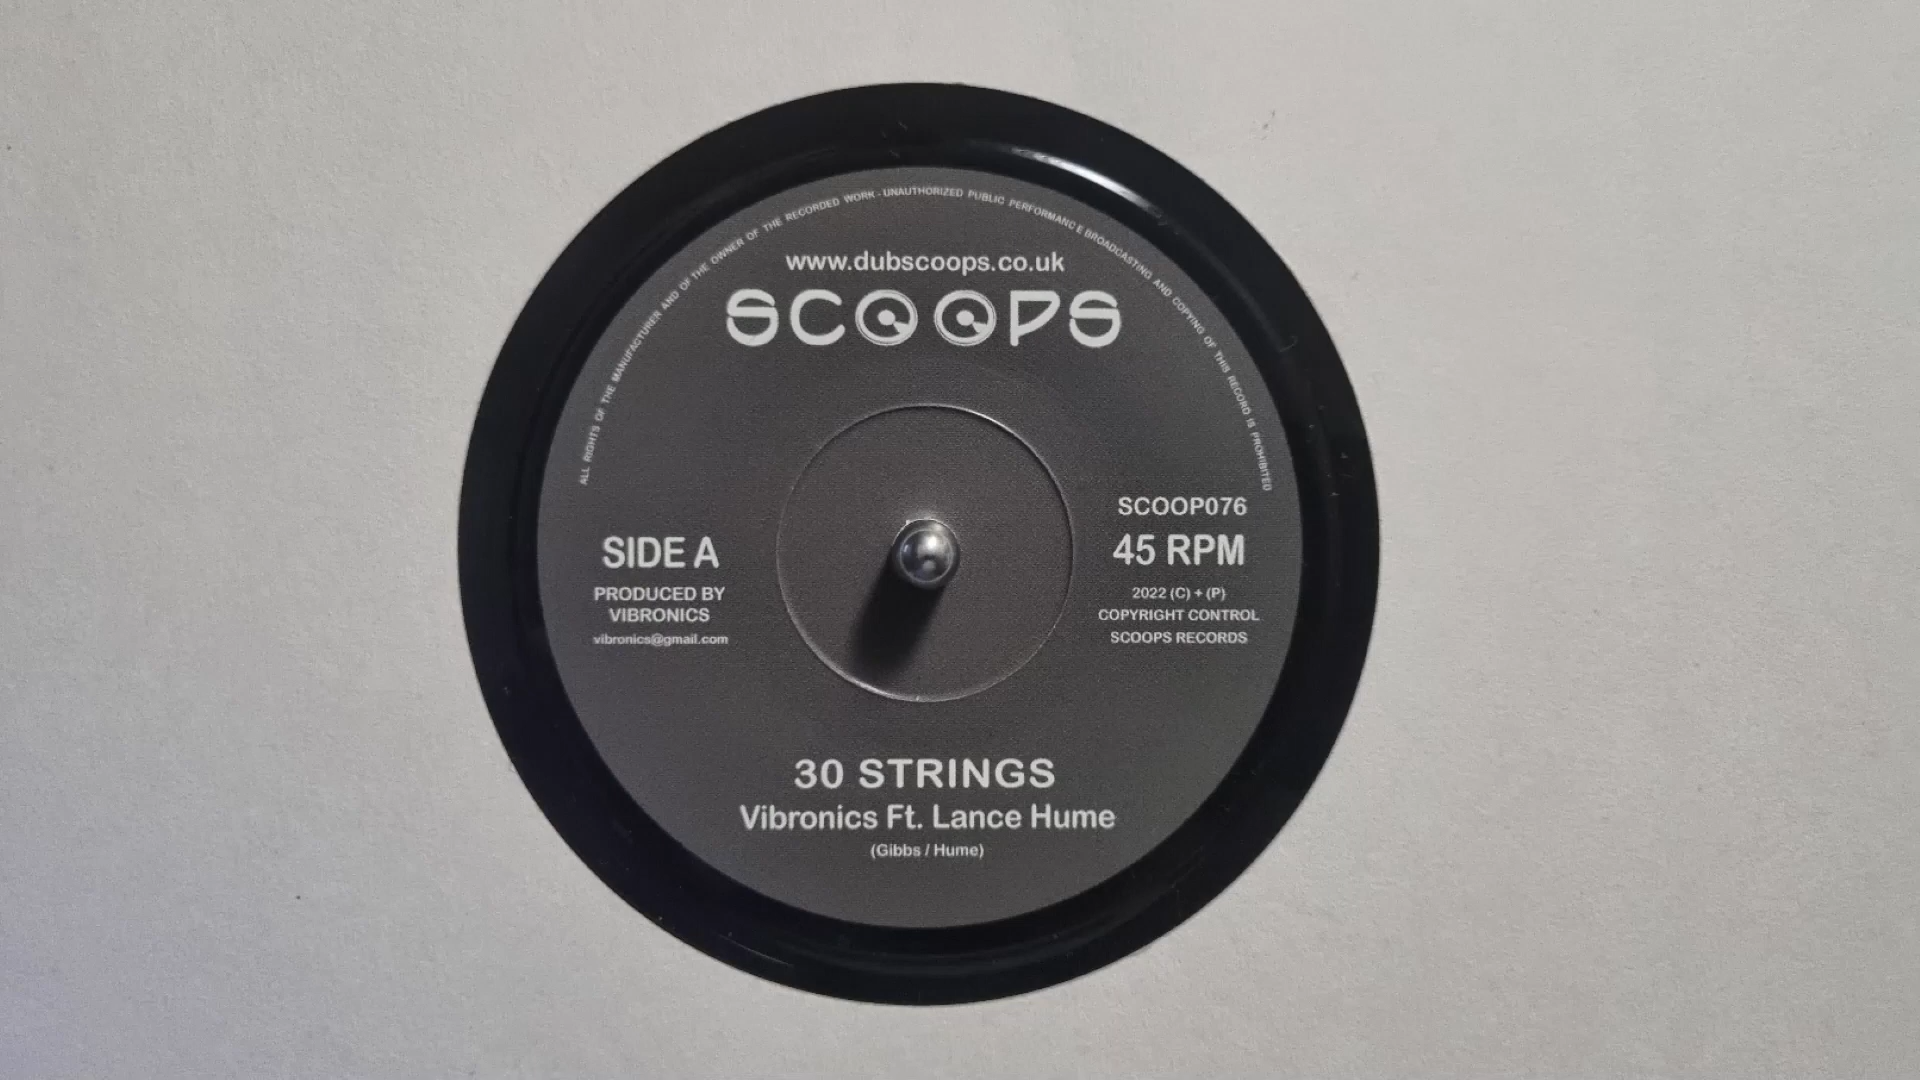 ALL RIGHTS OF THE MANUFACTURER AND OF THE OWNER OF THE RECORDED WORK - UNAUTHORIZED PUBLIC PERFORMANCE BROADCASTING AND COPYING OF THIS RECORD IS PROHIBITED
www.dubscoops.co.uk
SCOOPS
SIDE A
PRODUCED BY
VIBRONICS
vibronics@gmail.com
SCOOP076
45 RPM
2022 (C) + (P)
COPYRIGHT CONTROL
SCOOPS RECORDS
30 STRINGS
Vibronics Ft. Lance Hume
(Gibbs / Hume)